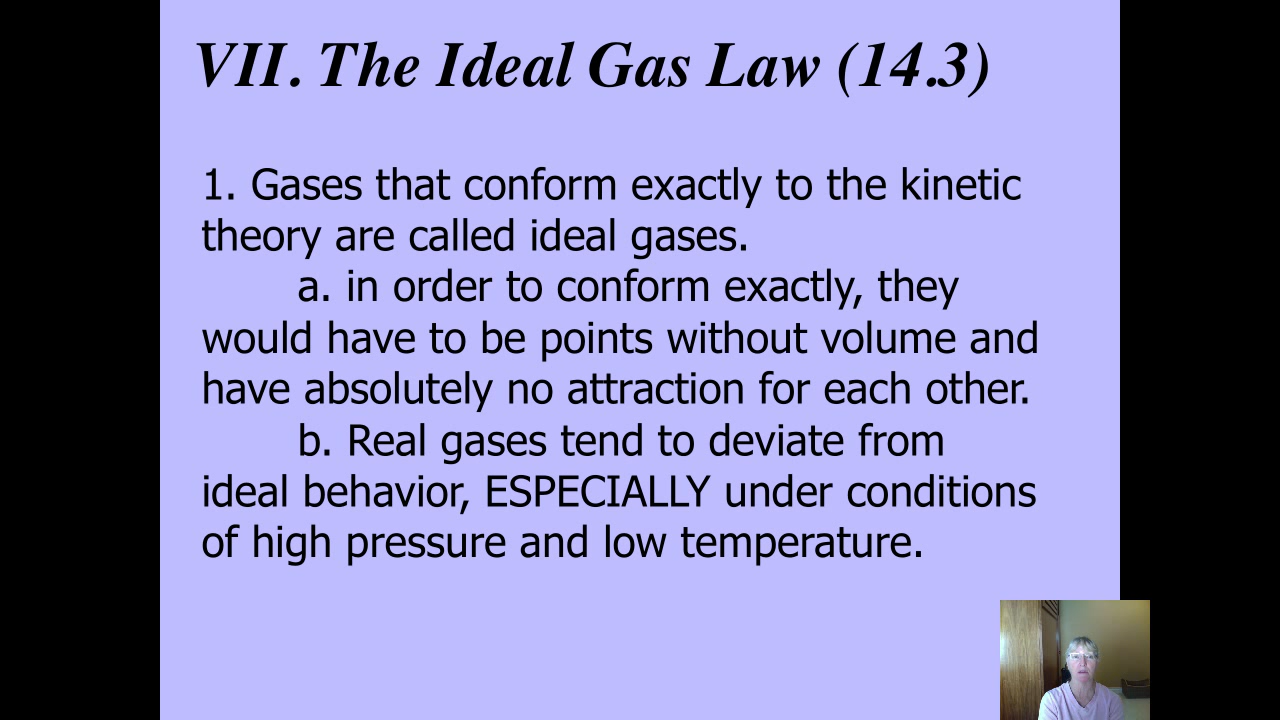 VII. The Ideal Gas Law (14.3)
1. Gases that conform exactly to the kinetic
theory are called ideal gases.
a. in order to conform exactly, they
would have to be points without volume and
have absolutely no attraction for each other.
b. Real gases tend to deviate from
ideal behavior, ESPECIALLY under conditions
of high pressure and low temperature.